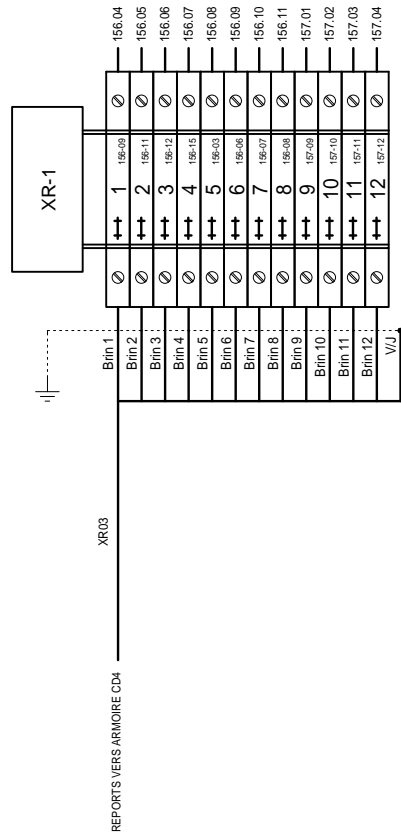 XR-1
156.04
156.05
156.06
156.07
156.08
156.09
156.10
156.11
157.01
157.02
157.03
157.04
1 156-09
2 156-11
3 156-12
4 156-15
5 156-03
6 156-06
7 156-07
8 156-08
9 157-09
10 157-10
11 157-11
12 157-12
Brin 1
Brin 2
Brin 3
Brin 4
Brin 5
Brin 6
Brin 7
Brin 8
Brin 9
Brin 10
Brin 11
Brin 12
V/J
XR03
REPORTS VERS ARMOIRE CD4